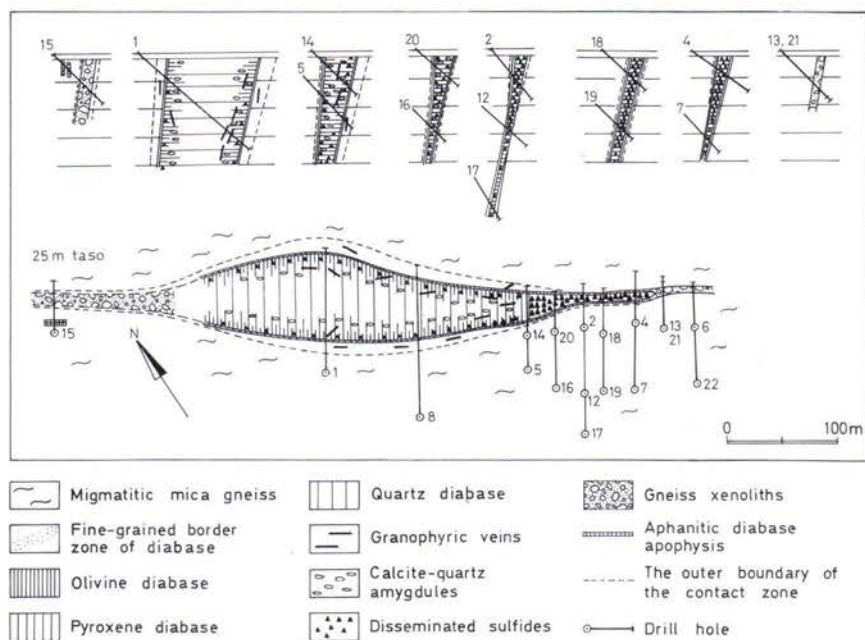 15
1
14
5
20
16
2
12
17
18
19
4
7
13, 21
25 m taso
N
15
1
8
14
5
20
16
2
12
17
18
19
4
7
13
21
6
22
0 100m
Migmatitic mica gneiss
Fine-grained border
zone of diabase
Olivine diabase
Pyroxene diabase
Quartz diabase
Granophyric veins
Calcite-quartz
amygdules
Disseminated sulfides
Gneiss xenoliths
Aphanitic diabase
apophysis
The outer boundary of
the contact zone
Drill hole